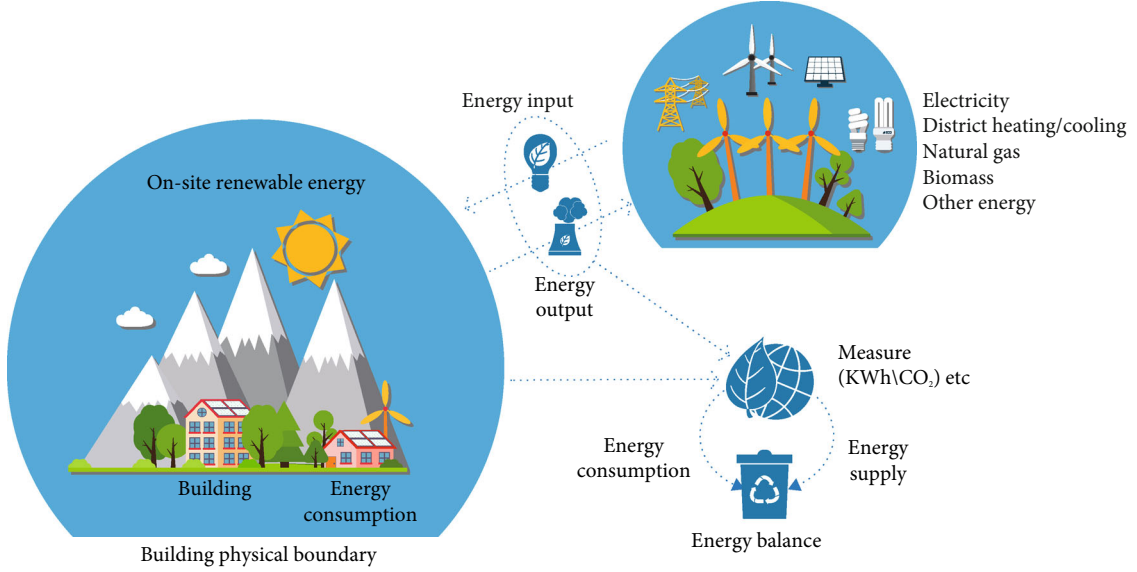 Energy input
Electricity
District heating/cooling
Natural gas
Biomass
Other energy
On-site renewable energy
Energy
output
Measure
(KWh\CO₂) etc
Energy
consumption
Energy
supply
Building
Energy
consumption
Energy balance
Building physical boundary